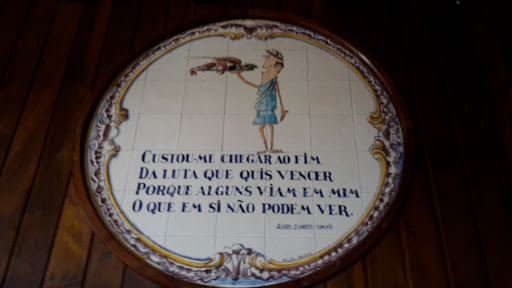 CUSTOU-ME CHEGAR AO FIM
DA LUTA QUE QUIS VENCER
PORQUE ALGUNS VIAM EM MIM
O QUE EM SI NÃO PODEM VER.